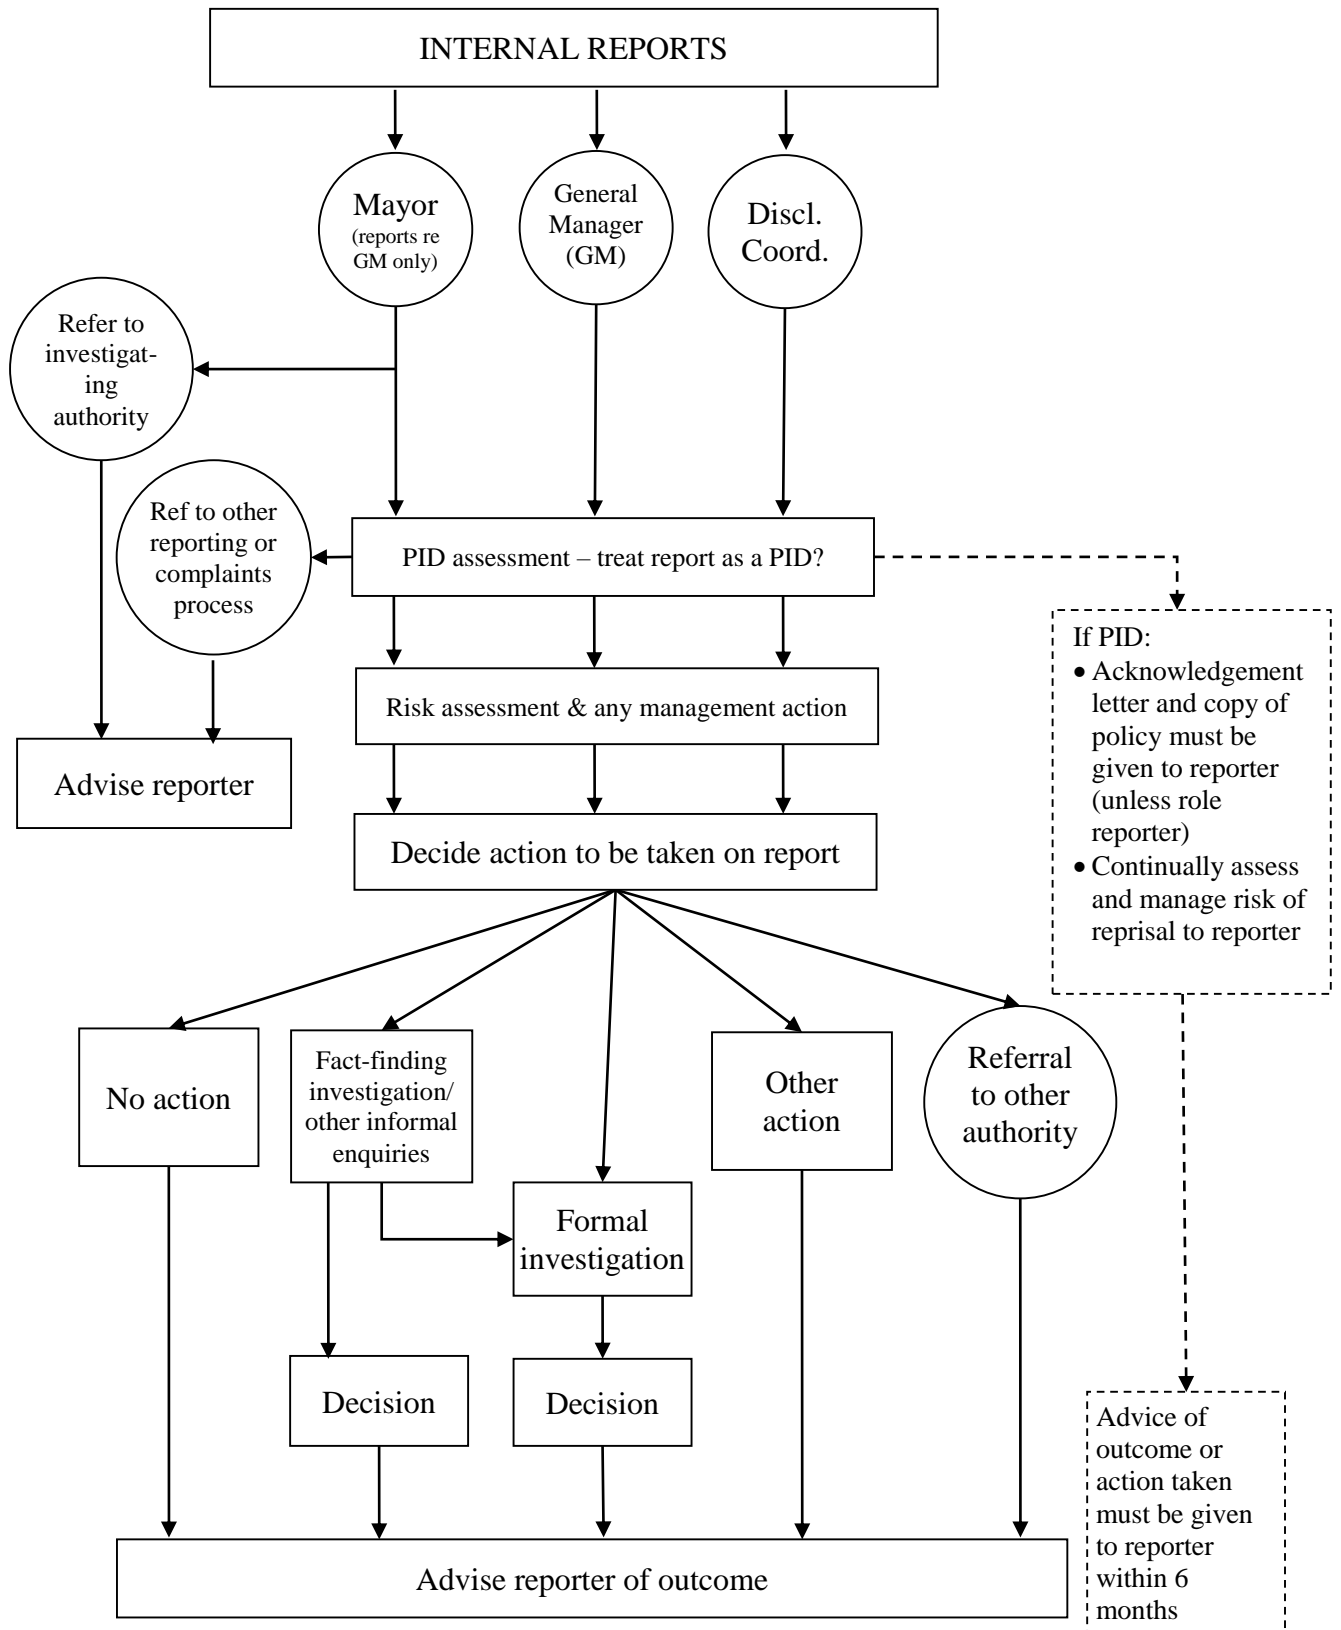 INTERNAL REPORTS
Mayor
(reports re
GM only)
General
Manager
(GM)
Discl.
Coord.
Refer to
investigat-
ing
authority
Ref to other
reporting or
complaints
process
PID assessment – treat report as a PID?
If PID:
• Acknowledgement
letter and copy of
policy must be
given to reporter
(unless role
reporter)
• Continually assess
and manage risk of
reprisal to reporter
Risk assessment & any management action
Advise reporter
Decide action to be taken on report
No action
Fact-finding
investigation/
other informal
enquiries
Other
action
Referral
to other
authority
Formal
investigation
Decision
Decision
Advice of
outcome or
action taken
must be given
to reporter
within 6
months
Advise reporter of outcome